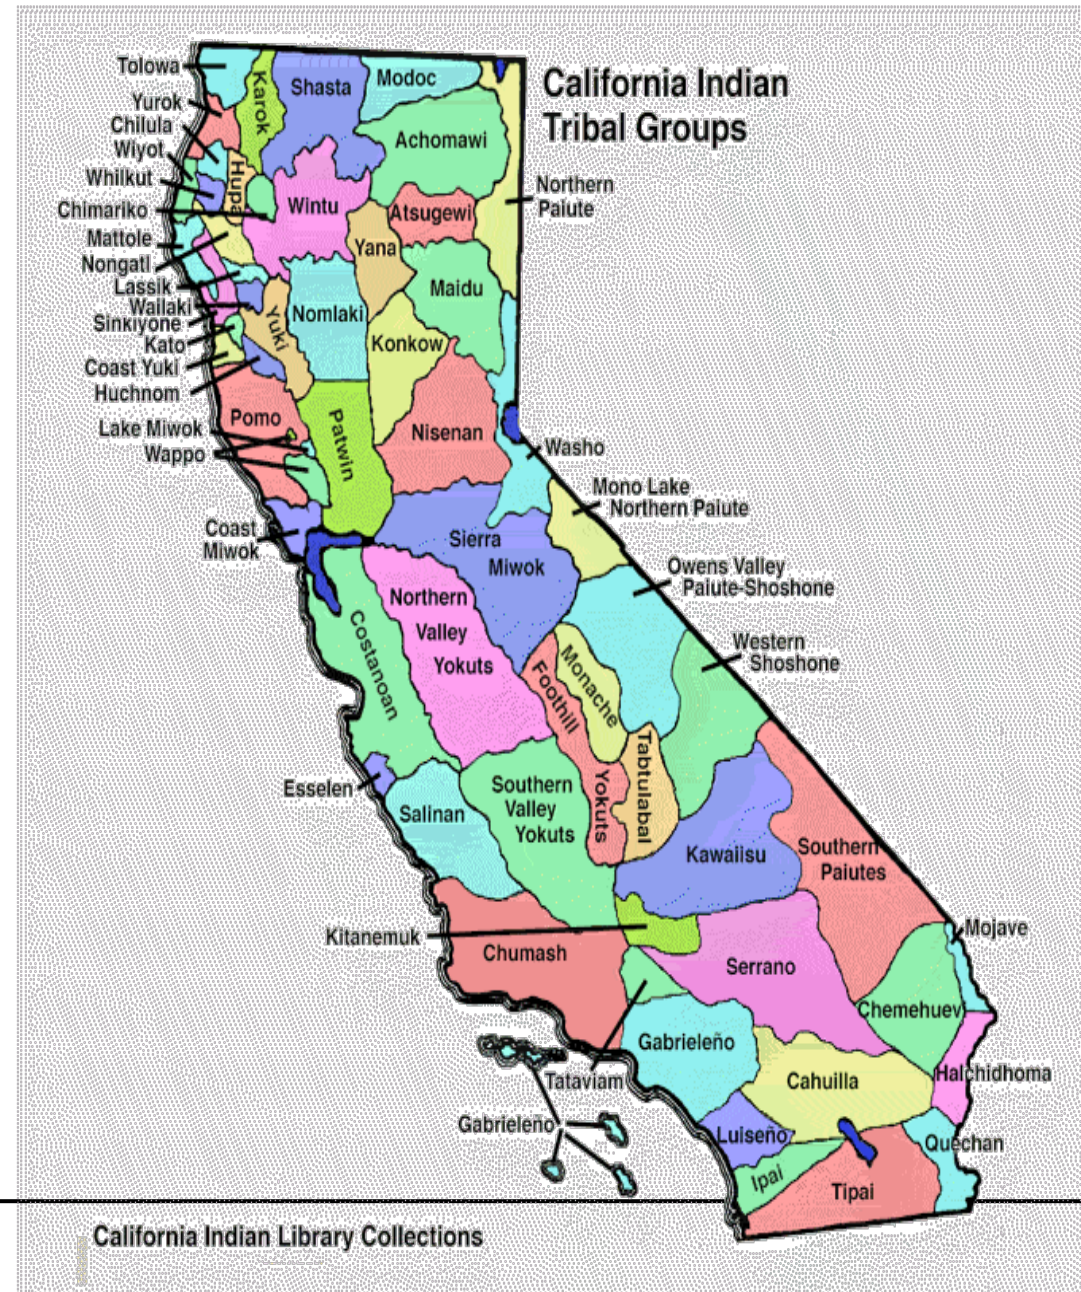 California Indian
Tribal Groups
Tolowa
Karok
Shasta
Modoc
Yurok
Chilula
Achomawi
Wiyot
Whilkut
Hupa
Northern
Paiute
Chimariko
Wintu
Atsugewi
Mattole
Yana
Nongatl
Lassik
Maidu
Wailaki
Sinkiyone
Yuki
Nomlaki
Kato
Konkow
Coast Yuki
Huchnom
Pomo
Patwin
Nisenan
Lake Miwok
Wappo
Washo
Mono Lake
Northern Paiute
Coast
Miwok
Sierra
Miwok
Owens Valley
Paiute-Shoshone
Northern
Valley
Yokuts
Costanoan
Western
Shoshone
Monache
Foothill
Yokuts
Tabtulabal
Esselen
Salinan
Southern
Valley
Yokuts
Kawaiisu
Southern
Paiutes
Kitanemuk
Chumash
Serrano
Mojave
Chemehuevi
Gabrieleño
Tataviam
Cahuilla
Halchidhoma
Gabrieleño
Luiseño
Quechan
Ipai
Tipai
California Indian Library Collections